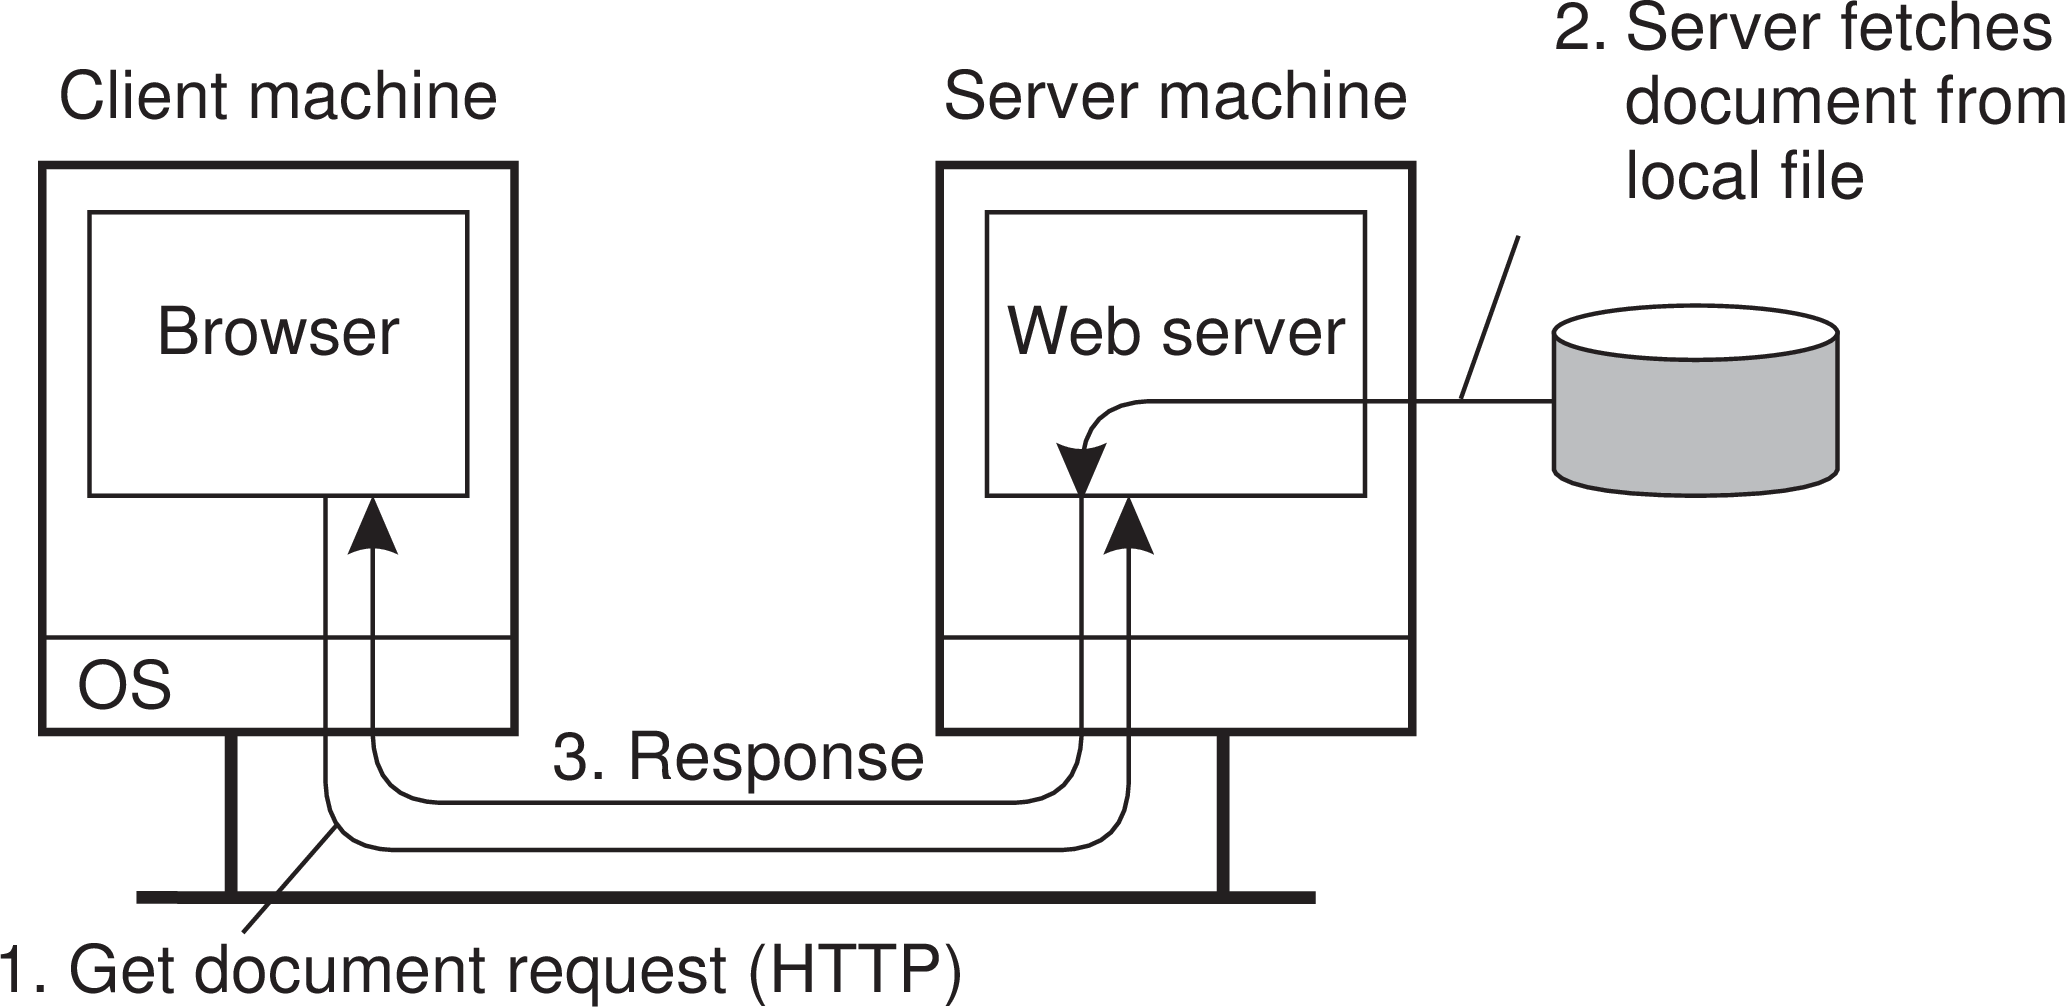 Client machine
Server machine
2. Server fetches
document from
local file
Browser
Web server
OS
3. Response
1. Get document request (HTTP)